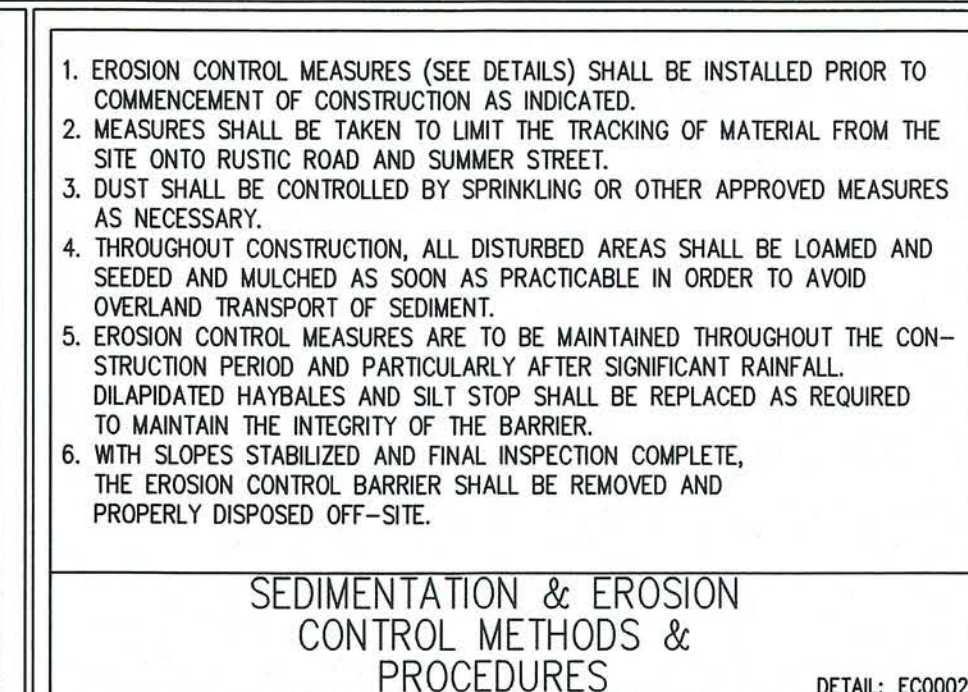 1. EROSION CONTROL MEASURES (SEE DETAILS) SHALL BE INSTALLED PRIOR TO
COMMENCEMENT OF CONSTRUCTION AS INDICATED.
2. MEASURES SHALL BE TAKEN TO LIMIT THE TRACKING OF MATERIAL FROM THE
SITE ONTO RUSTIC ROAD AND SUMMER STREET.
3. DUST SHALL BE CONTROLLED BY SPRINKLING OR OTHER APPROVED MEASURES
AS NECESSARY.
4. THROUGHOUT CONSTRUCTION, ALL DISTURBED AREAS SHALL BE LOAMED AND
SEEDED AND MULCHED AS SOON AS PRACTICABLE IN ORDER TO AVOID
OVERLAND TRANSPORT OF SEDIMENT.
5. EROSION CONTROL MEASURES ARE TO BE MAINTAINED THROUGHOUT THE CON-
STRUCTION PERIOD AND PARTICULARLY AFTER SIGNIFICANT RAINFALL.
DILAPIDATED HAYBALES AND SILT STOP SHALL BE REPLACED AS REQUIRED
TO MAINTAIN THE INTEGRITY OF THE BARRIER.
6. WITH SLOPES STABILIZED AND FINAL INSPECTION COMPLETE,
THE EROSION CONTROL BARRIER SHALL BE REMOVED AND
PROPERLY DISPOSED OFF-SITE.
SEDIMENTATION & EROSION
CONTROL METHODS &
PROCEDURES
DETAIL: EC0002